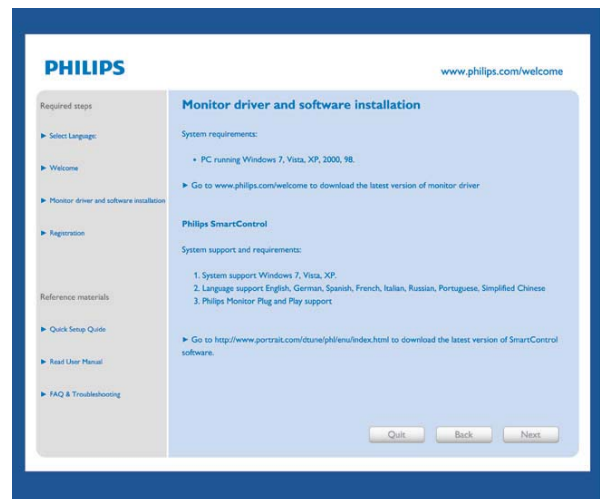 PHILIPS
www.philips.com/welcome
Required steps
▶ Select Language:
▶ Welcome
▶ Monitor driver and software installation
▶ Registration
Reference materials
▶ Quick Setup Quide
▶ Read User Manual
▶ FAQ & Troubleshooting
Monitor driver and software installation
System requirements:
• PC running Windows 7, Vista, XP, 2000, 98.
▶ Go to www.philips.com/welcome to download the latest version of monitor driver
Philips SmartControl
System support and requirements:
1. System support Windows 7, Vista, XP.
2. Language support English, German, Spanish, French, Italian, Russian, Portuguese, Simplified Chinese
3. Philips Monitor Plug and Play support
▶ Go to http://www.portrait.com/dtune/phl/enu/index.html to download the latest version of SmartControl
software.
Quit
Back
Next